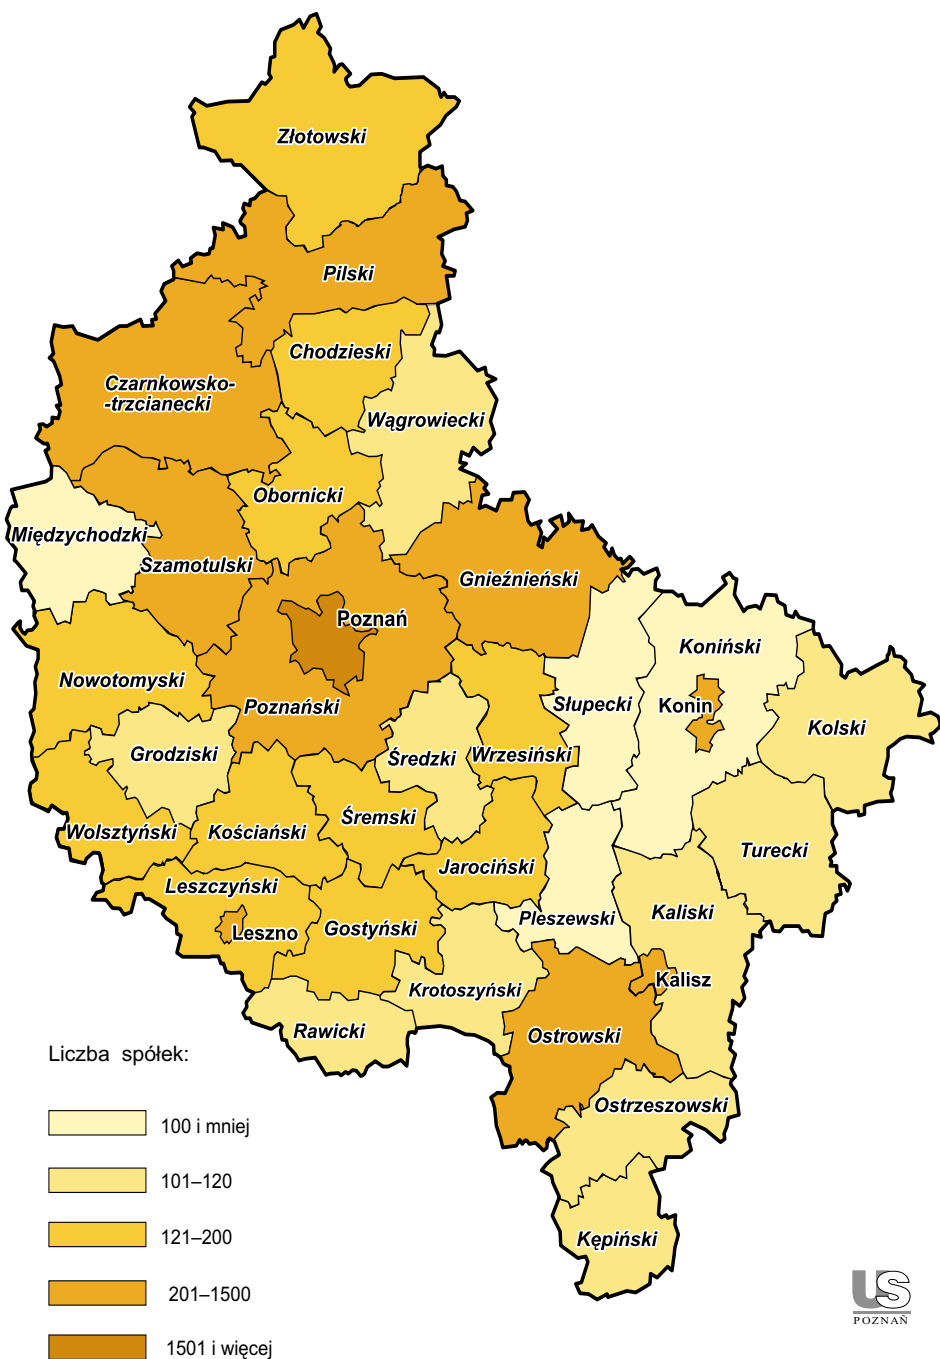 Złotowski
Pilski
Chodzieski
Czarnkowsko-
-trzcianecki
Wągrowiecki
Obornicki
Międzychodzki
Szamotulski
Gnieźnieński
Poznań
Koniński
Nowotomyski
Poznański
Słupecki
Konin
Kolski
Grodziski
Średzki
Wrzesiński
Wolsztyński
Kościański
Śremski
Jarociński
Turecki
Leszczyński
Leszno
Gostyński
Pleszewski
Kaliski
Kalisz
Krotoszyński
Rawicki
Ostrowski
Ostrzeszowski
Kępiński
Liczba spółek:
100 i mniej
101–120
121–200
201–1500
1501 i więcej
US
POZNAÑ